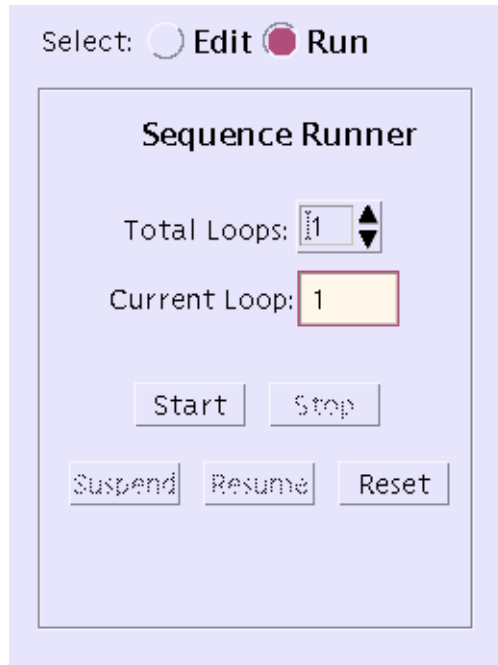 Select: Edit Run
Sequence Runner
Total Loops: 1
Current Loop: 1
Start Stop
Suspend Resume Reset